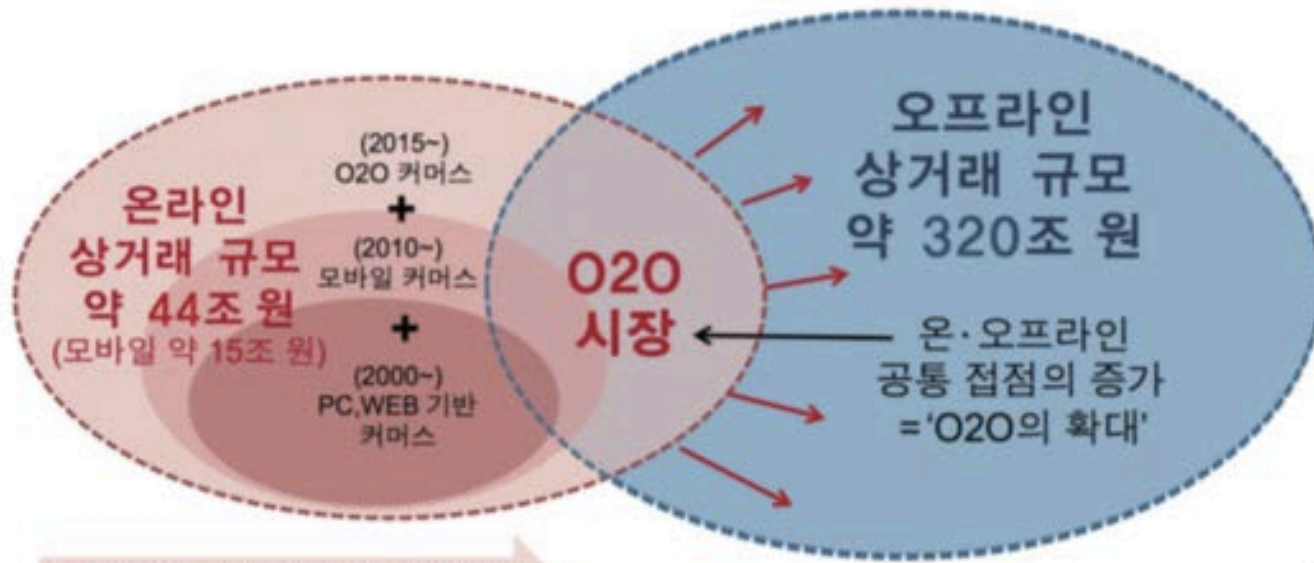 온라인
상거래 규모
약 44조 원
(모바일 약 15조 원)
(2015~)
O2O 커머스
+
(2010~)
모바일 커머스
+
(2000~)
PC,WEB 기반
커머스
O2O
시장
오프라인
상거래 규모
약 320조 원
온·오프라인
공통 접점의 증가
=‘O2O의 확대’